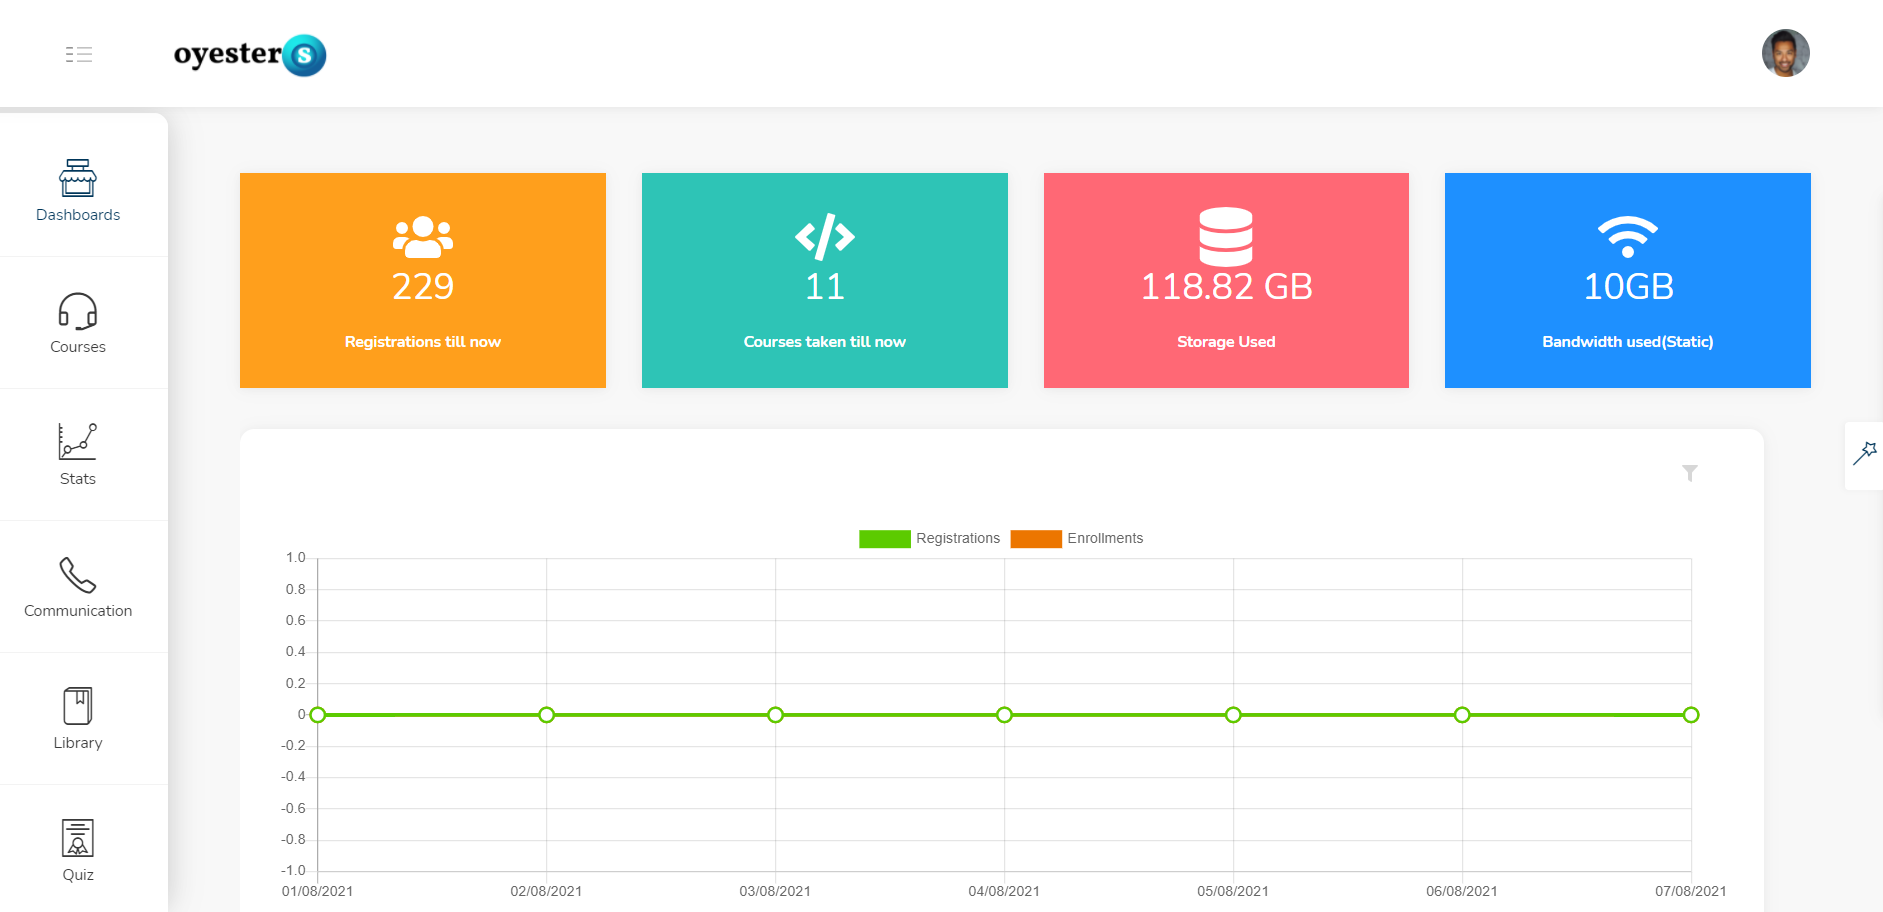 oyester s
Dashboards
Courses
Stats
Communication
Library
Quiz
229
Registrations till now
11
Courses taken till now
118.82 GB
Storage Used
10GB
Bandwidth used(Static)
Registrations Enrollments
1.0
0.8
0.6
0.4
0.2
0
-0.2
-0.4
-0.6
-0.8
-1.0
01/08/2021 02/08/2021 03/08/2021 04/08/2021 05/08/2021 06/08/2021 07/08/2021